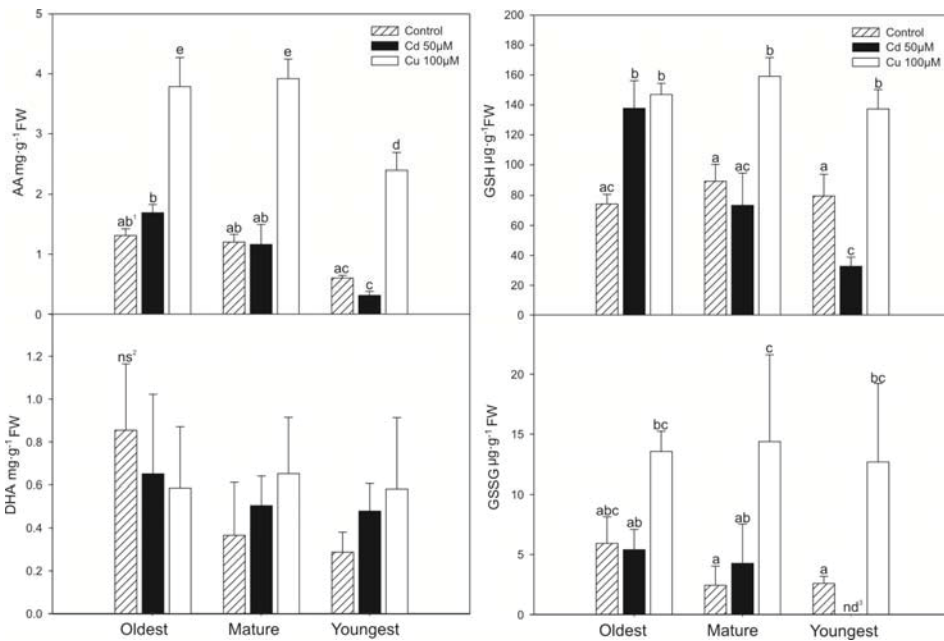 5
4
3
2
1
0
AA mg·g⁻¹FW
Control
Cd 50µM
Cu 100µM
ab¹
b
e
ab
ab
e
ac
c
d
200
180
160
140
120
100
80
60
40
20
0
GSH µg·g⁻¹FW
Control
Cd 50µM
Cu 100µM
ac
b
b
a
ac
b
a
c
b
1.2
1.0
0.8
0.6
0.4
0.2
0.0
DHA mg·g⁻¹ FW
ns²
Oldest
Mature
Youngest
20
15
10
5
0
GSSG µg·g⁻¹ FW
abc
ab
bc
a
ab
c
a
nd³
bc
Oldest
Mature
Youngest